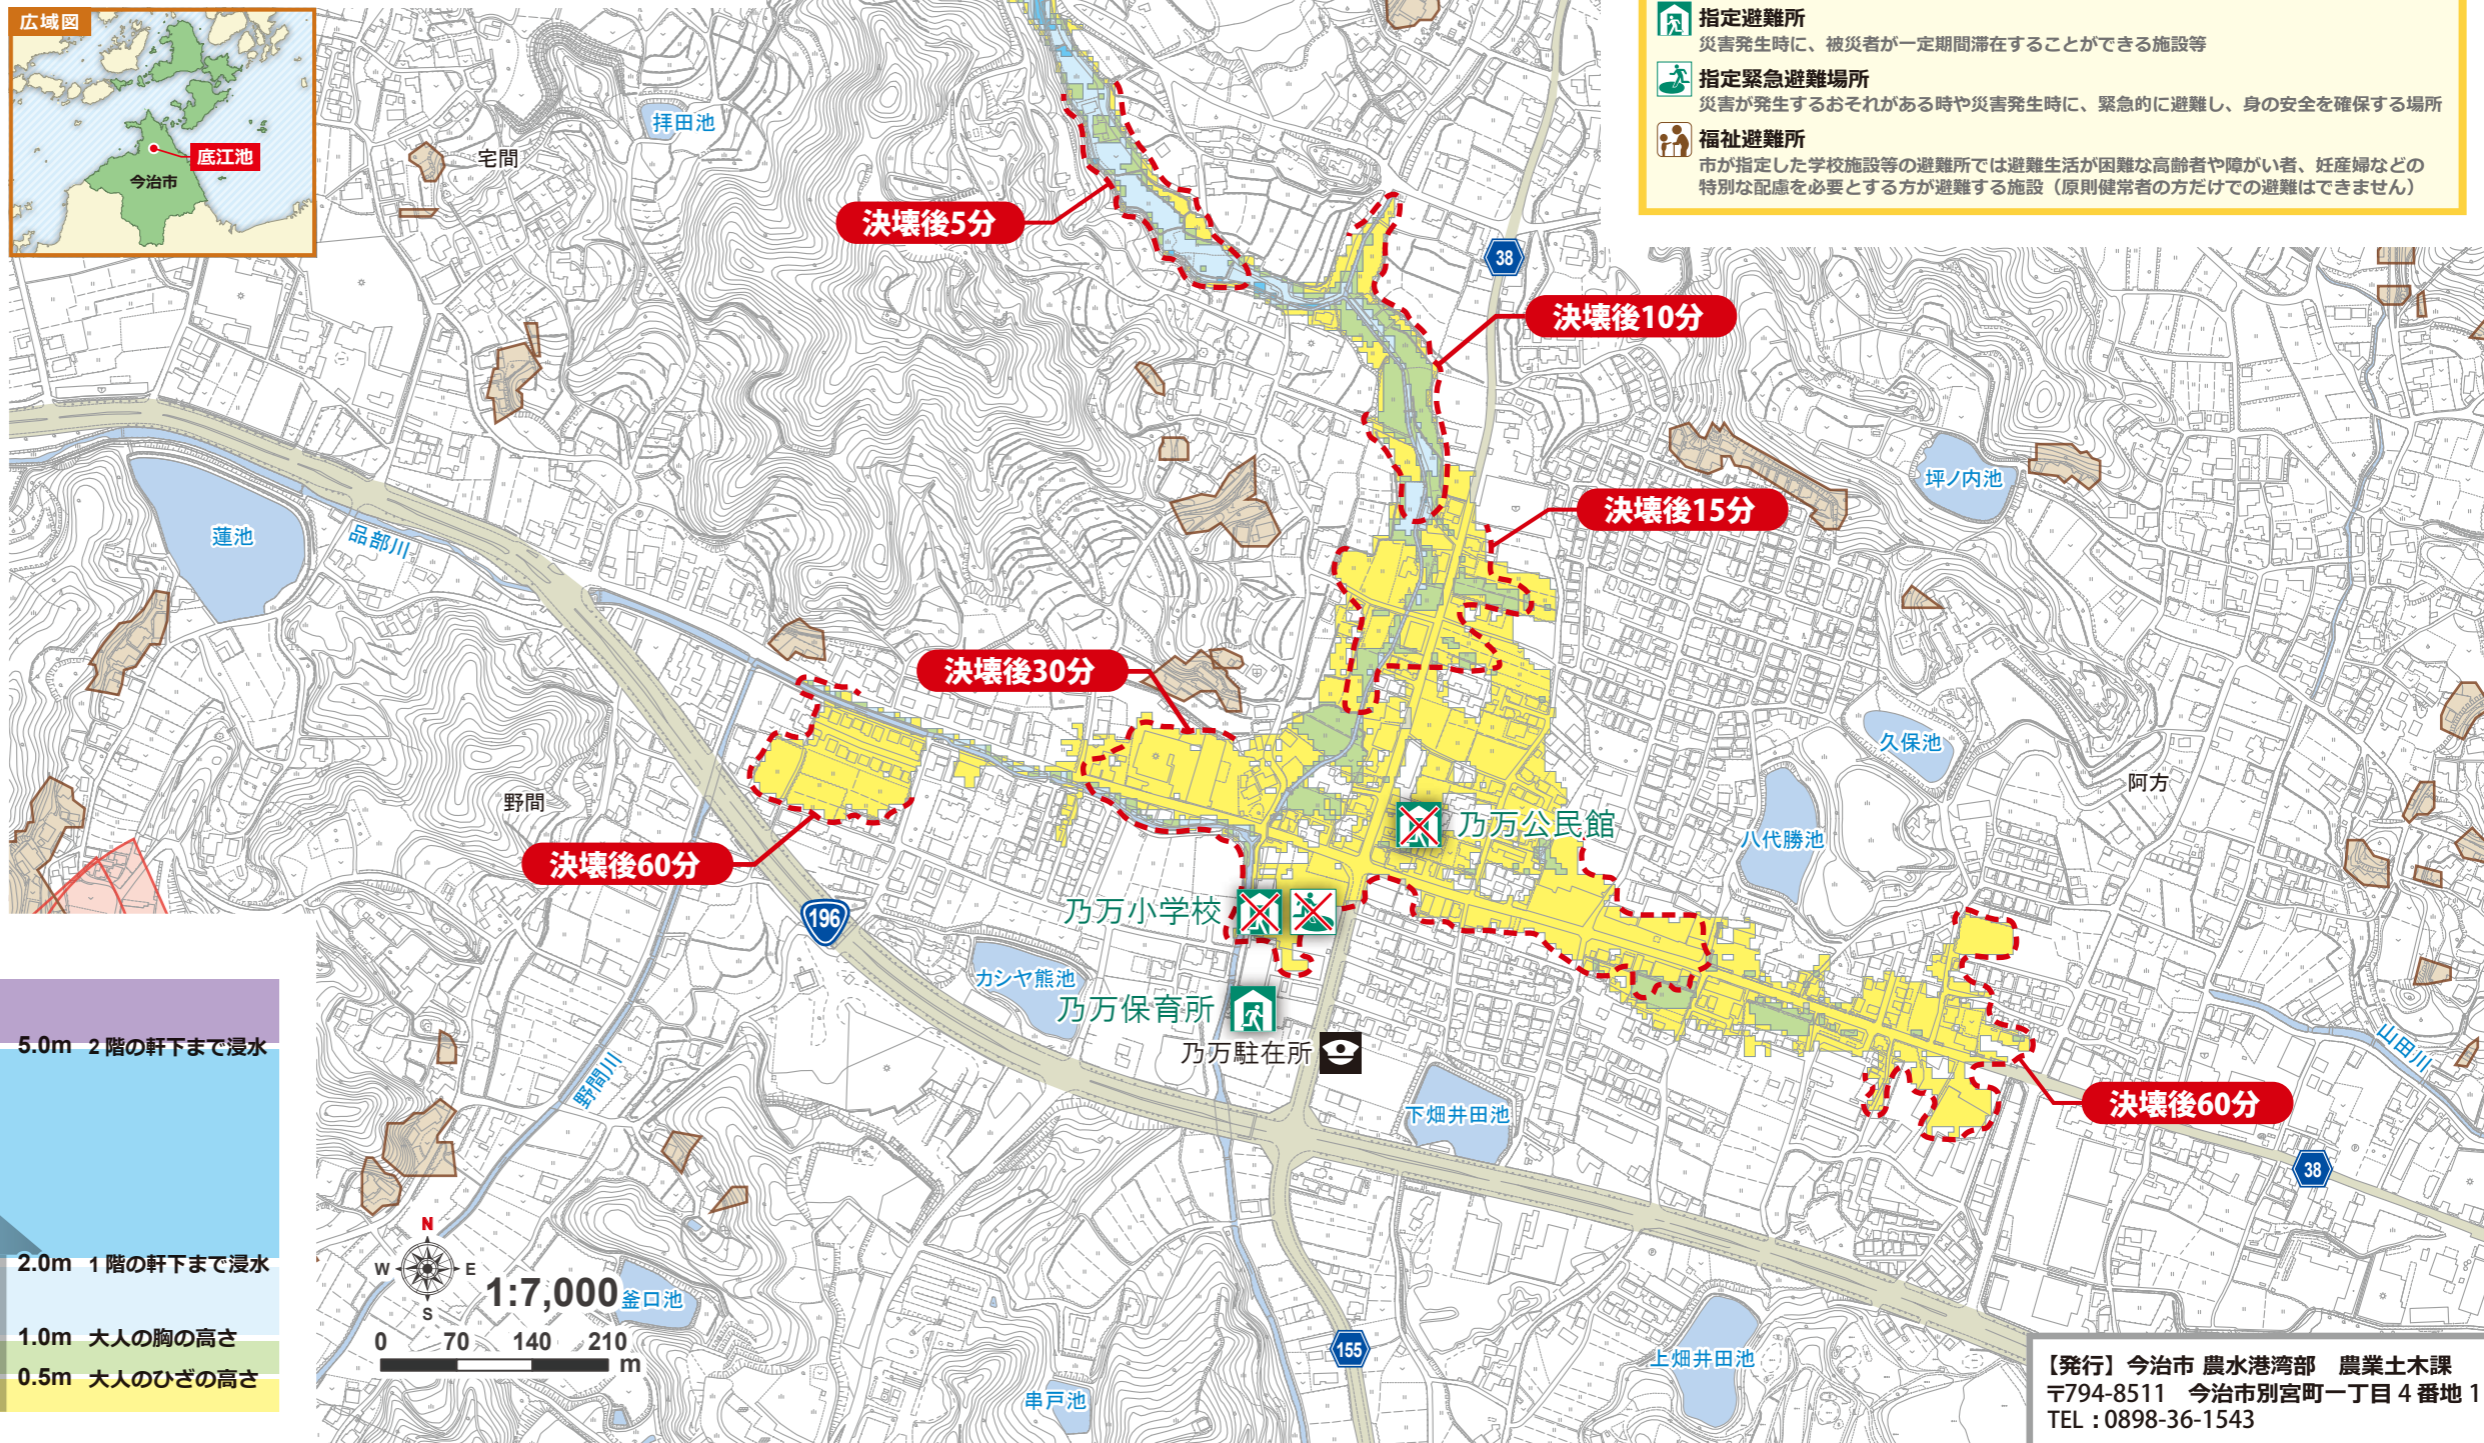 広域図
底江池
今治市
指定避難所
災害発生時に、被災者が一定期間滞在することができる施設等
指定緊急避難場所
災害が発生するおそれがある時や災害発生時に、緊急的に避難し、身の安全を確保する場所
福祉避難所
市が指定した学校施設等の避難所では避難生活が困難な高齢者や障がい者、妊産婦などの
特別な配慮を必要とする方が避難する施設（原則健常者の方だけでの避難はできません）
拝田池
宅間
決壊後5分
38
決壊後10分
坪ノ内池
決壊後15分
蓮池
品部川
決壊後30分
久保池
阿方
野間
乃万公民館
八代勝池
決壊後60分
乃万小学校
196
カシヤ熊池
乃万保育所
乃万駐在所
山田川
野間川
下畑井田池
決壊後60分
38
5.0m 2階の軒下まで浸水
2.0m 1階の軒下まで浸水
1.0m 大人の胸の高さ
0.5m 大人のひざの高さ
N
W E
S
1:7,000
釜口池
0 70 140 210
m
155
上畑井田池
串戸池
【発行】今治市 農水港湾部　農業土木課
〒794-8511　今治市別宮町一丁目4番地1
TEL：0898-36-1543